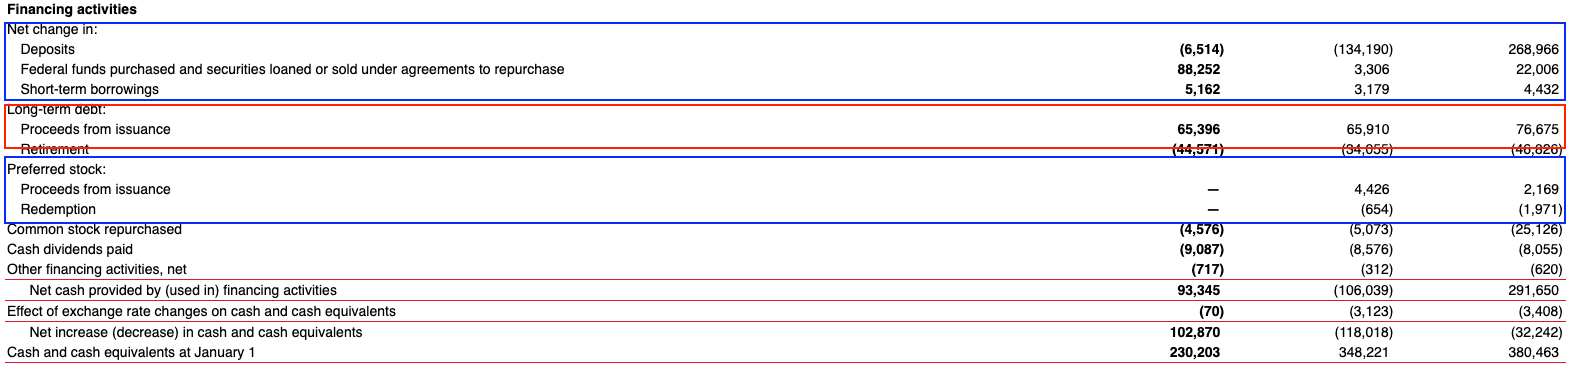 Financing activities
Net change in:
Deposits (6,514) (134,190) 268,966
Federal funds purchased and securities loaned or sold under agreements to repurchase 88,252 3,306 22,006
Short-term borrowings 5,162 3,179 4,432
Long-term debt:
Proceeds from issuance 65,396 65,910 76,675
Retirement (44,571) (34,055) (46,826)
Preferred stock:
Proceeds from issuance — 4,426 2,169
Redemption — (654) (1,971)
Common stock repurchased (4,576) (5,073) (25,126)
Cash dividends paid (9,087) (8,576) (8,055)
Other financing activities, net (717) (312) (620)
Net cash provided by (used in) financing activities 93,345 (106,039) 291,650
Effect of exchange rate changes on cash and cash equivalents (70) (3,123) (3,408)
Net increase (decrease) in cash and cash equivalents 102,870 (118,018) (32,242)
Cash and cash equivalents at January 1 230,203 348,221 380,463